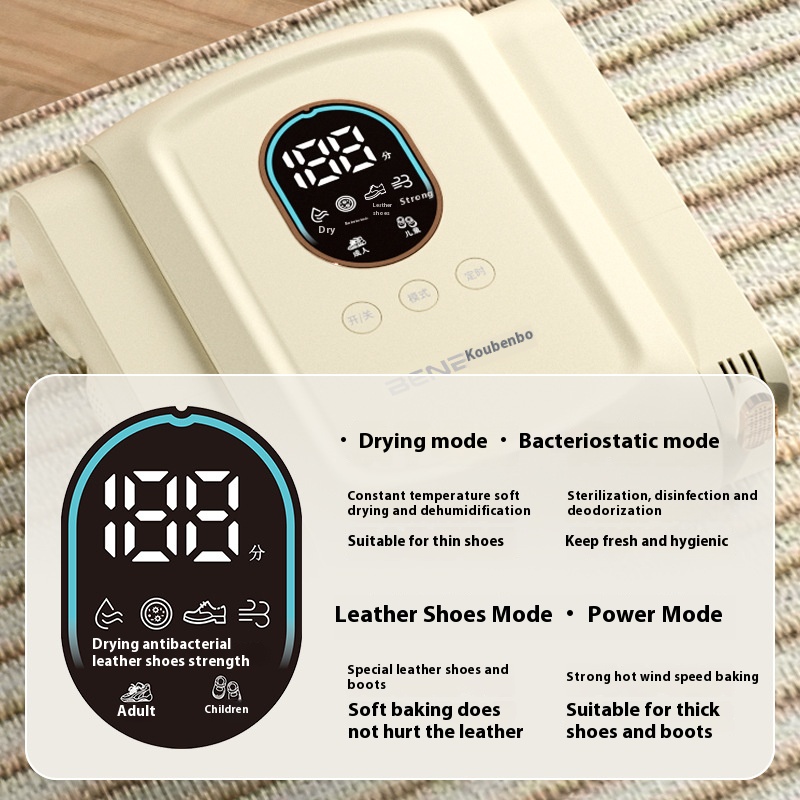 188 分
Dry
Leather
shoes
Strong
成人
儿童
开/关
模式
定时
BENE Koubenbo
188 分
Drying antibacterial
leather shoes strength
Adult
Children
• Drying mode • Bacteriostatic mode
Constant temperature soft
drying and dehumidification
Suitable for thin shoes
Sterilization, disinfection and
deodorization
Keep fresh and hygienic
Leather Shoes Mode • Power Mode
Special leather shoes and
boots
Soft baking does
not hurt the leather
Strong hot wind speed baking
Suitable for thick
shoes and boots